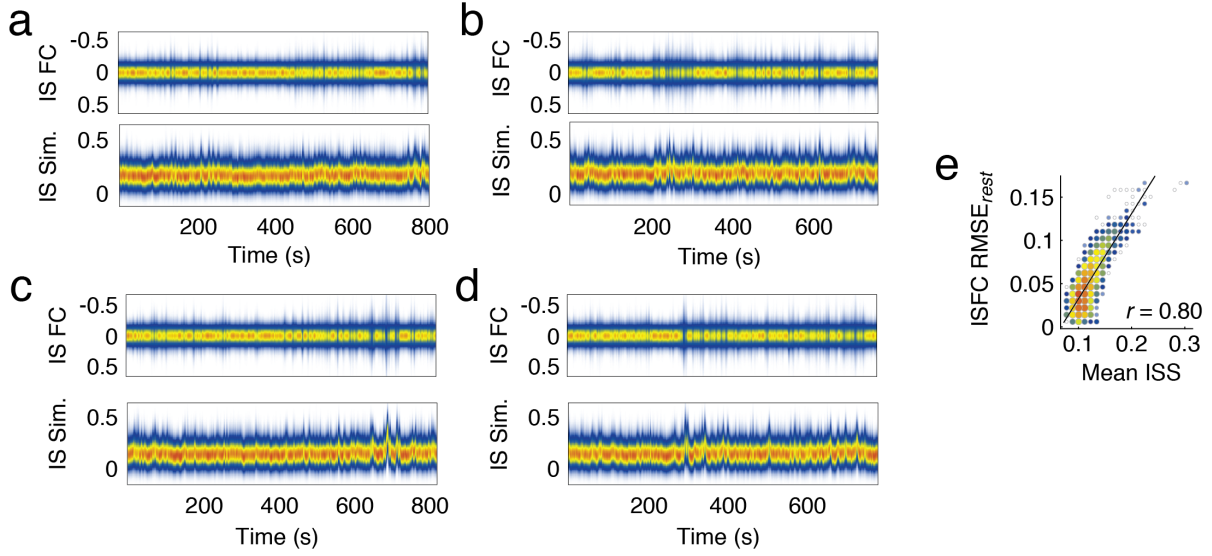 a
IS FC
-0.5
0
0.5
IS Sim.
0.5
0
200 400 600 800
Time (s)
b
IS FC
-0.5
0
0.5
IS Sim.
0.5
0
200 400 600
Time (s)
c
IS FC
-0.5
0
0.5
IS Sim.
0.5
0
200 400 600 800
Time (s)
d
IS FC
-0.5
0
0.5
IS Sim.
0.5
0
200 400 600
Time (s)
e
ISFC RMSErest
0.15
0.1
0.05
0
r = 0.80
0.1 0.2 0.3
Mean ISS